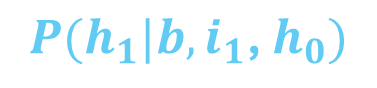 P(h₁|b, i₁, h₀)